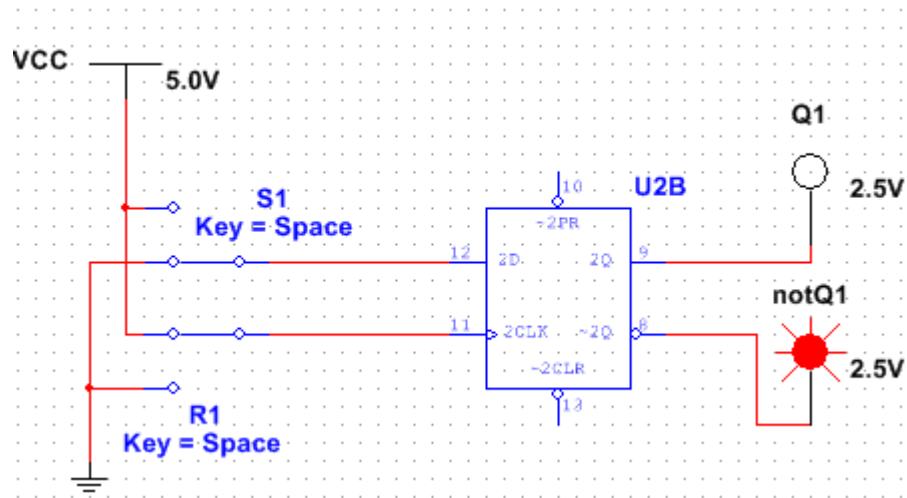 VCC
5.0V
Q1
2.5V
S1
Key = Space
10
U2B
~2PR
12
2D
2Q
9
notQ1
11
2CLK
~2Q
8
2.5V
~2CLR
13
R1
Key = Space